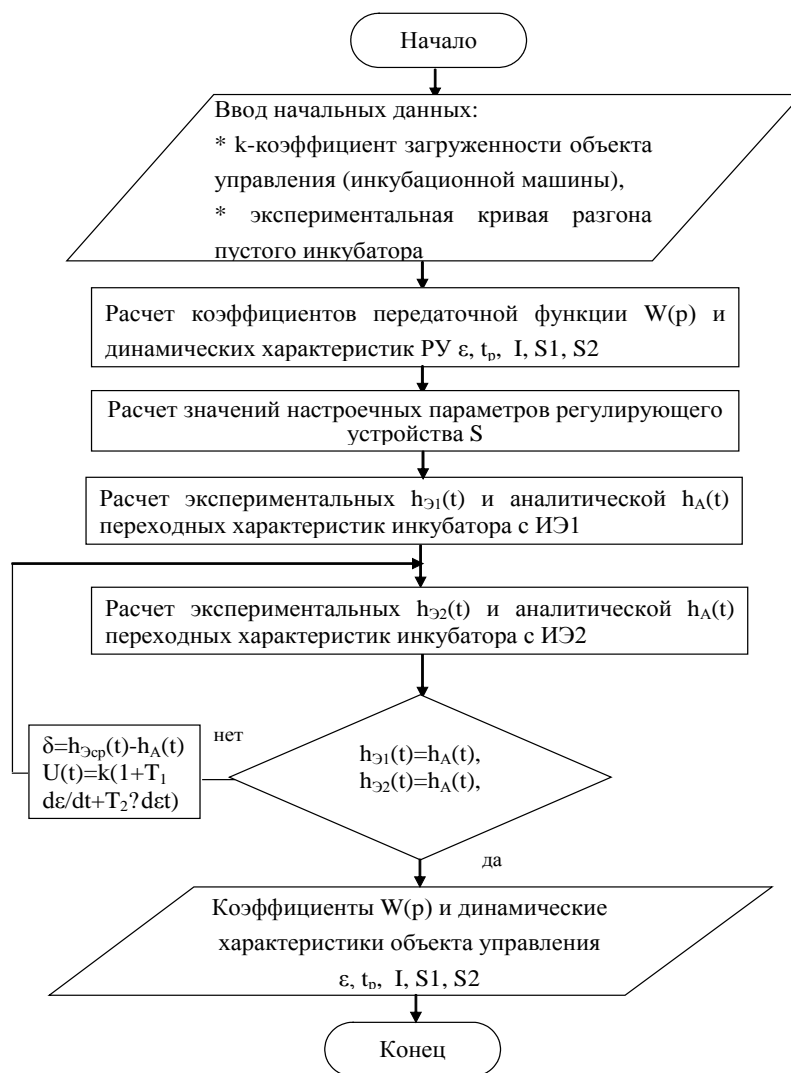 Начало
Ввод начальных данных:
* k-коэффициент загруженности объекта
управления (инкубационной машины),
* экспериментальная кривая разгона
пустого инкубатора
Расчет коэффициентов передаточной функции W(p) и
динамических характеристик РУ ε, tₚ, I, S1, S2
Расчет значений настроечных параметров регулирующего
устройства S
Расчет экспериментальных hЭ1(t) и аналитической hА(t)
переходных характеристик инкубатора с ИЭ1
Расчет экспериментальных hЭ2(t) и аналитической hА(t)
переходных характеристик инкубатора с ИЭ2
δ=hЭср(t)-hА(t)
U(t)=k(1+T₁
dε/dt+T₂?dεt)
нет
hЭ1(t)=hА(t),
hЭ2(t)=hА(t),
да
Коэффициенты W(p) и динамические
характеристики объекта управления
ε, tₚ, I, S1, S2
Конец